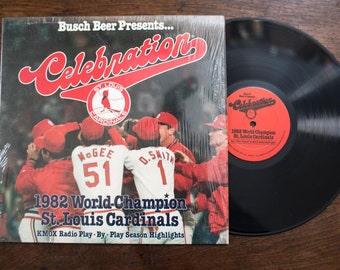 Busch Beer Presents...
Celebration
ST. LOUIS
CARDINALS
McGEE
51
O. SMITH
1
1982 World Champion
St. Louis Cardinals
KMOX Radio Play-By-Play Season Highlights
Celebration
1982 World Champion
St. Louis Cardinals